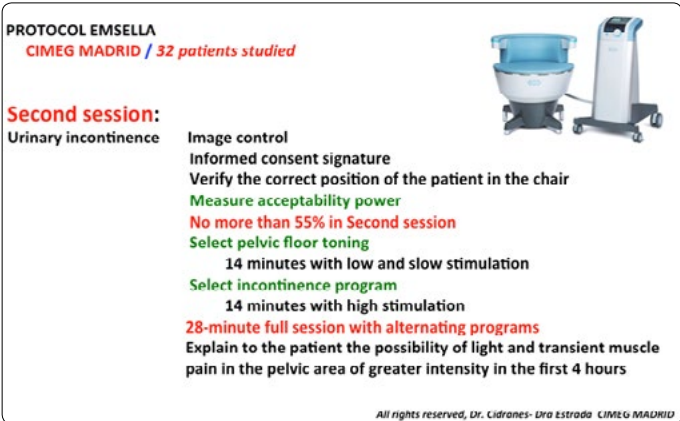 PROTOCOL EMSELLA
CIMEG MADRID / 32 patients studied
Second session:
Urinary incontinence Image control
Informed consent signature
Verify the correct position of the patient in the chair
Measure acceptability power
No more than 55% in Second session
Select pelvic floor toning
14 minutes with low and slow stimulation
Select incontinence program
14 minutes with high stimulation
28-minute full session with alternating programs
Explain to the patient the possibility of light and transient muscle
pain in the pelvic area of greater intensity in the first 4 hours
All rights reserved, Dr. Cidranes- Dra Estrada CIMEG MADRID